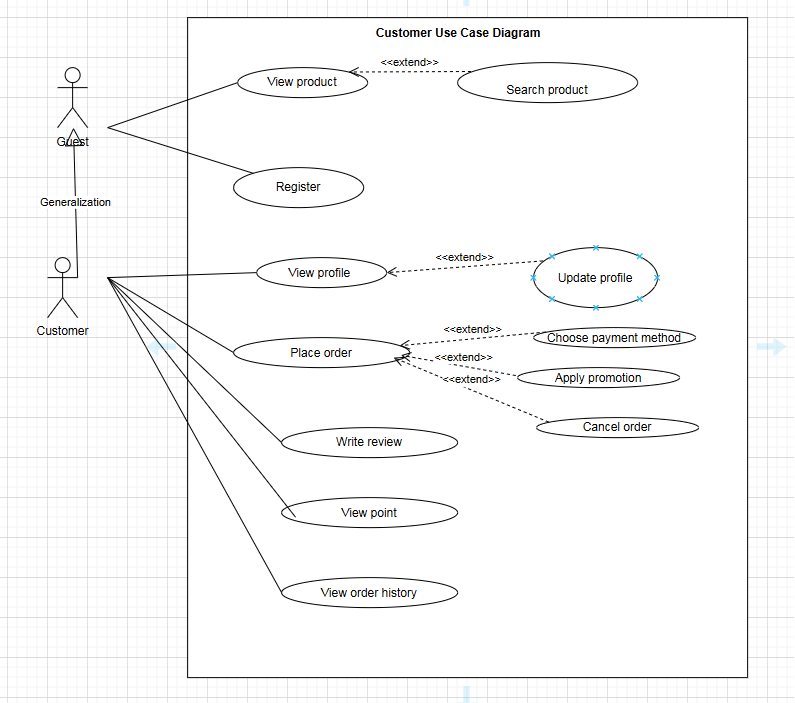 Customer Use Case Diagram
<<extend>>
View product
Search product
Guest
Register
Generalization
<<extend>>
View profile
Update profile
Customer
<<extend>>
Choose payment method
Place order
<<extend>>
Apply promotion
<<extend>>
Cancel order
Write review
View point
View order history